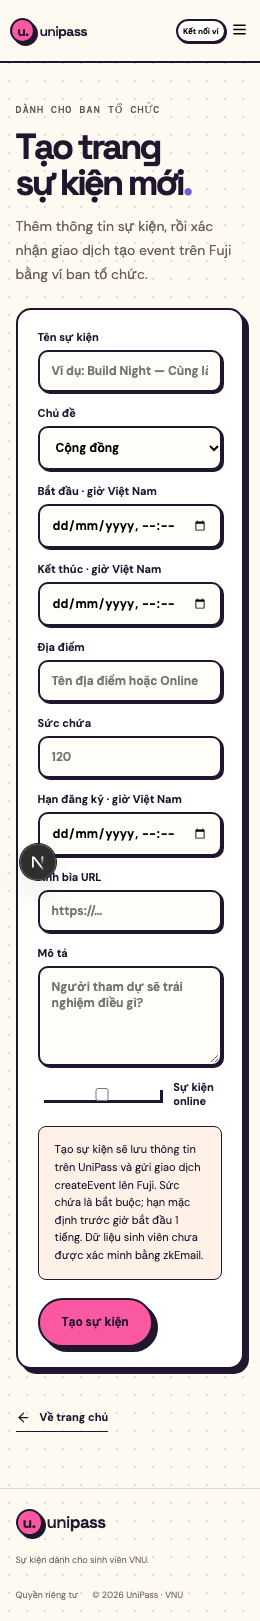 u. unipass
Kết nối ví
DÀNH CHO BAN TỔ CHỨC
Tạo trang
sự kiện mới.
Thêm thông tin sự kiện, rồi xác
nhận giao dịch tạo event trên Fuji
bằng ví ban tổ chức.
Tên sự kiện
Ví dụ: Build Night — Cùng là
Chủ đề
Cộng đồng
Bắt đầu · giờ Việt Nam
dd/mm/yyyy, --:--
Kết thúc · giờ Việt Nam
dd/mm/yyyy, --:--
Địa điểm
Tên địa điểm hoặc Online
Sức chứa
120
Hạn đăng ký · giờ Việt Nam
dd/mm/yyyy, --:--
N
bìa URL
https://…
Mô tả
Người tham dự sẽ trải
nghiệm điều gì?
Sự kiện
online
Tạo sự kiện sẽ lưu thông tin
trên UniPass và gửi giao dịch
createEvent lên Fuji. Sức
chứa là bắt buộc; hạn mặc
định trước giờ bắt đầu 1
tiếng. Dữ liệu sinh viên chưa
được xác minh bằng zkEmail.
Tạo sự kiện
← Về trang chủ
u. unipass
Sự kiện dành cho sinh viên VNU.
Quyền riêng tư © 2026 UniPass · VNU